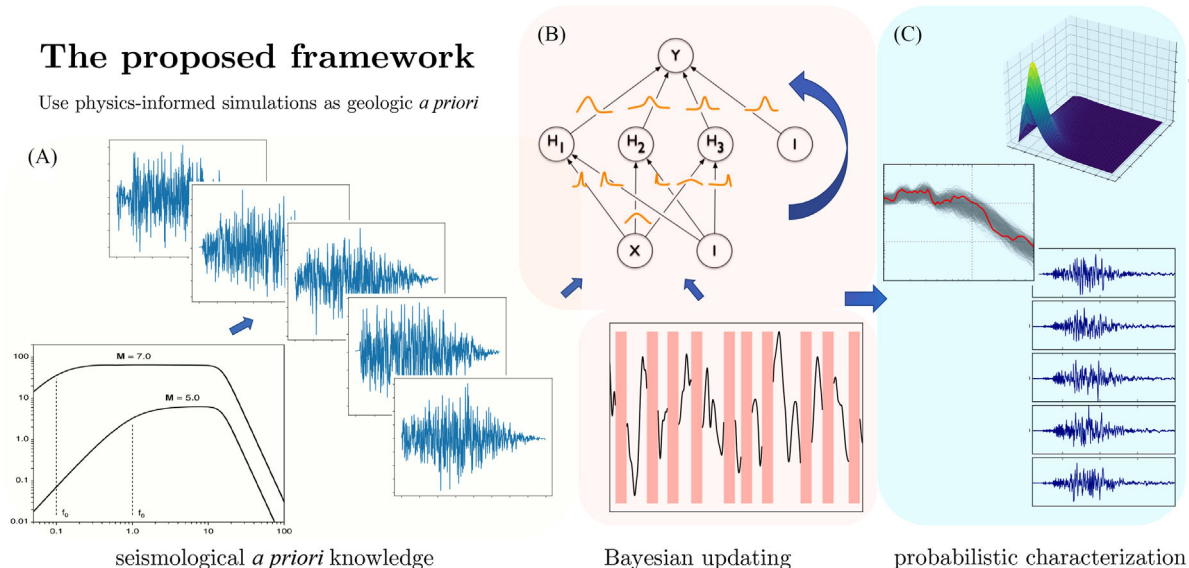 The proposed framework
Use physics-informed simulations as geologic a priori
(A)
100
10
1.0
0.1
0.01
M = 7.0
M = 5.0
f₀
f₀
0.1
1.0
10
100
seismological a priori knowledge
(B)
Y
H₁
H₂
H₃
I
X
I
Bayesian updating
(C)
probabilistic characterization